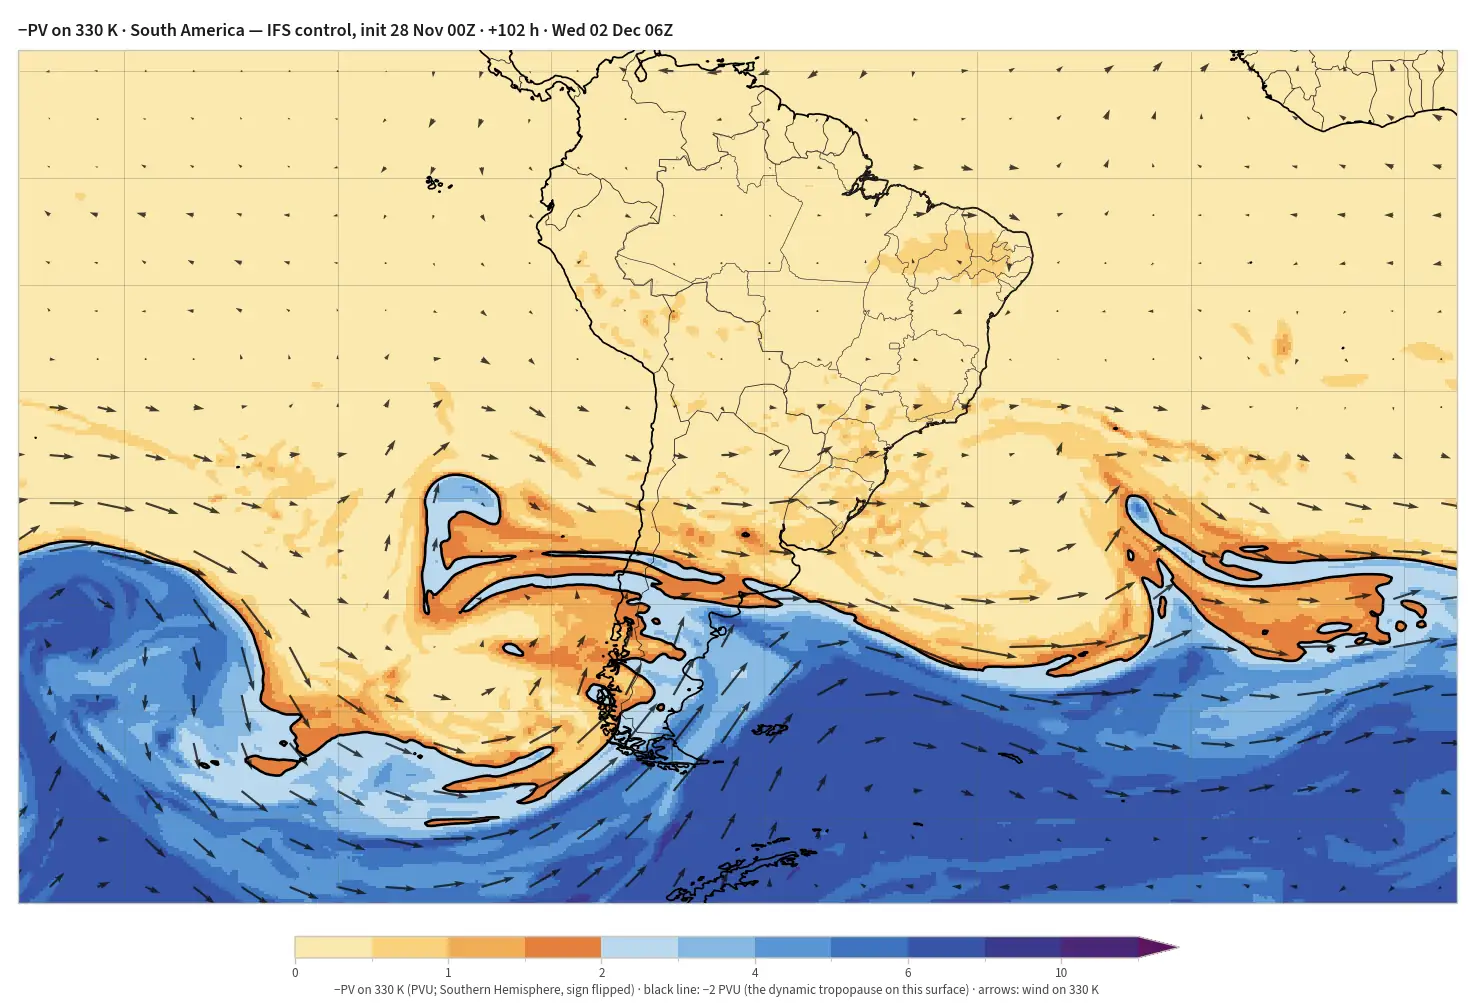 −PV on 330 K · South America — IFS control, init 28 Nov 00Z · +102 h · Wed 02 Dec 06Z
0 1 2 4 6 10
−PV on 330 K (PVU; Southern Hemisphere, sign flipped) · black line: −2 PVU (the dynamic tropopause on this surface) · arrows: wind on 330 K